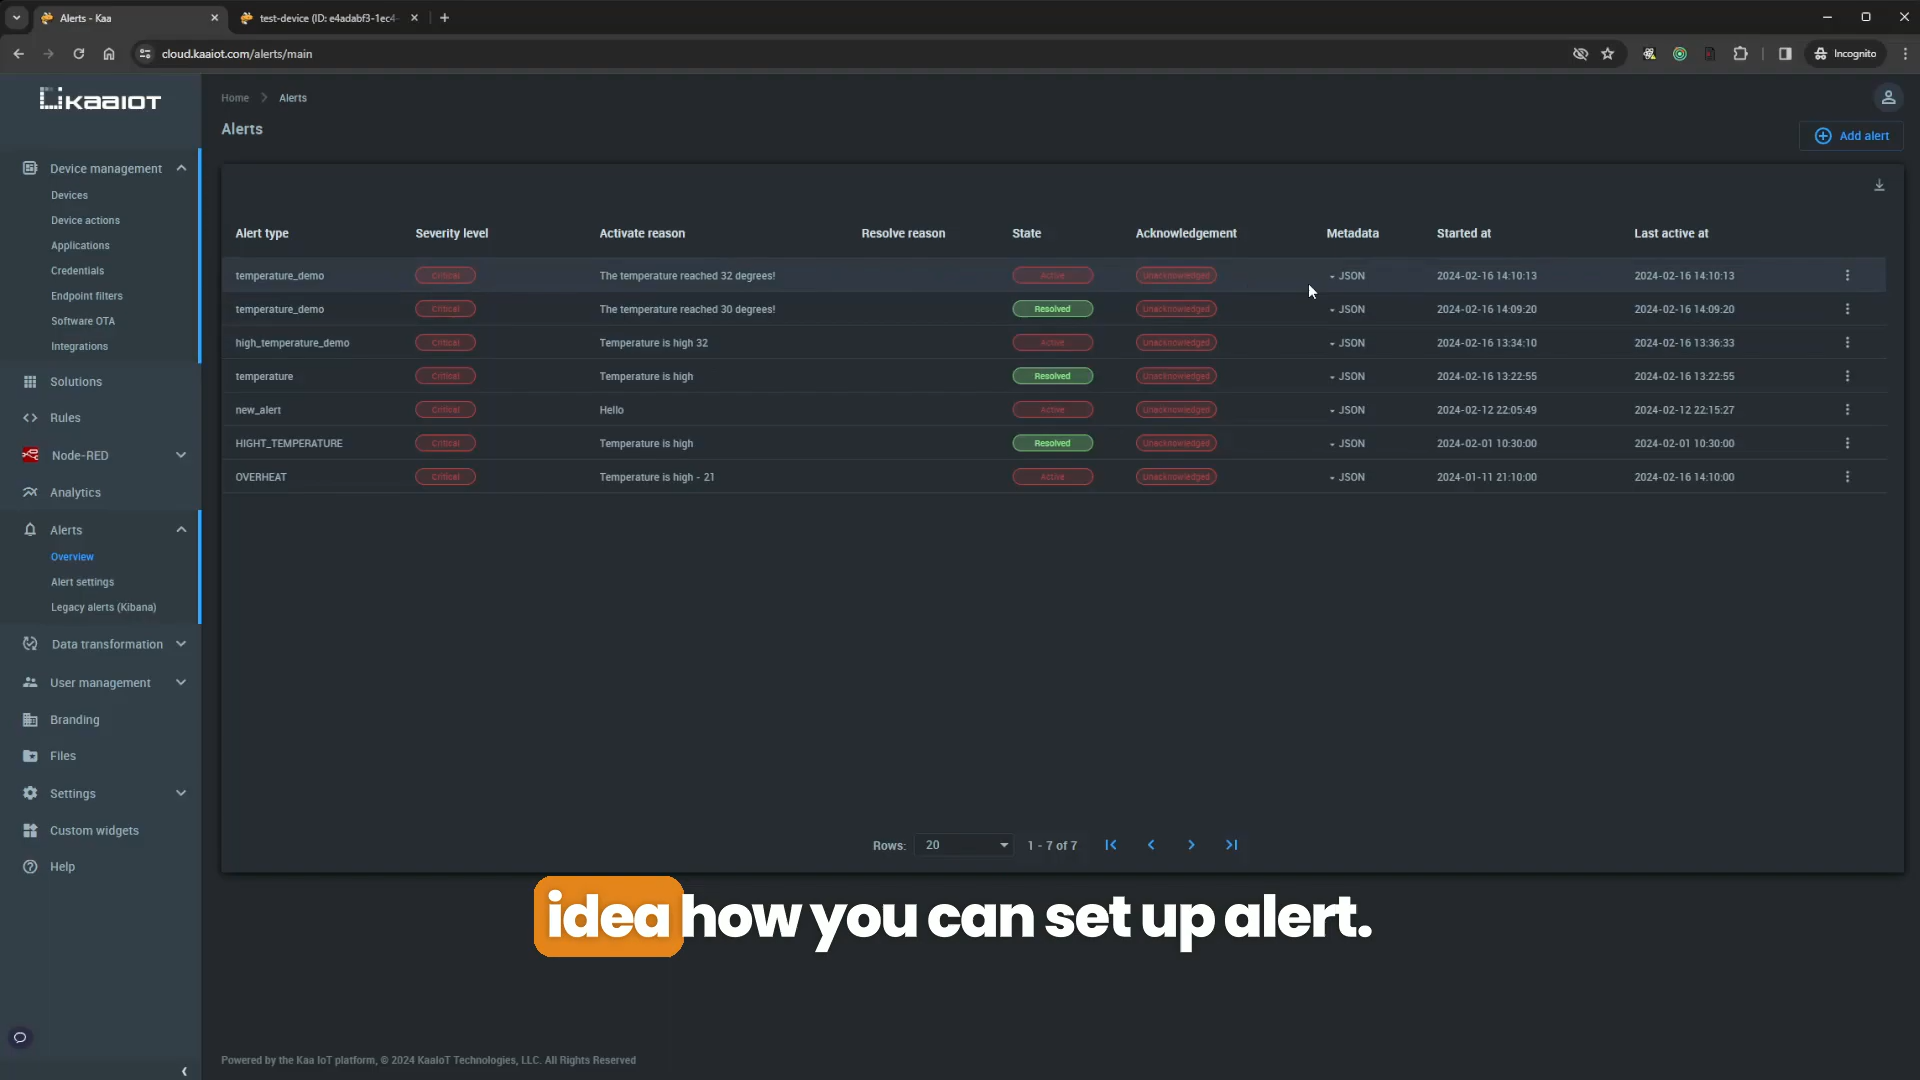 Alerts - Kaa
test-device (ID: e4adabf3-1ec4-
cloud.kaaiot.com/alerts/main
Incognito
KaaIoT
Home > Alerts
Alerts
Add alert
Device management
Devices
Device actions
Applications
Credentials
Endpoint filters
Software OTA
Integrations
Solutions
Rules
Node-RED
Analytics
Alerts
Overview
Alert settings
Legacy alerts (Kibana)
Data transformation
User management
Branding
Files
Settings
Custom widgets
Help
Alert type Severity level Activate reason Resolve reason State Acknowledgement Metadata Started at Last active at
temperature_demo Critical The temperature reached 32 degrees! Active Unacknowledged JSON 2024-02-16 14:10:13 2024-02-16 14:10:13
temperature_demo Critical The temperature reached 30 degrees! Resolved Unacknowledged JSON 2024-02-16 14:09:20 2024-02-16 14:09:20
high_temperature_demo Critical Temperature is high 32 Active Unacknowledged JSON 2024-02-16 13:34:10 2024-02-16 13:36:33
temperature Critical Temperature is high Resolved Unacknowledged JSON 2024-02-16 13:22:55 2024-02-16 13:22:55
new_alert Critical Hello Active Unacknowledged JSON 2024-02-12 22:05:49 2024-02-12 22:15:27
HIGHT_TEMPERATURE Critical Temperature is high Resolved Unacknowledged JSON 2024-02-01 10:30:00 2024-02-01 10:30:00
OVERHEAT Critical Temperature is high - 21 Active Unacknowledged JSON 2024-01-11 21:10:00 2024-02-16 14:10:00
Rows: 20 1 - 7 of 7
idea how you can set up alert.
Powered by the Kaa IoT platform, © 2024 KaaIoT Technologies, LLC. All Rights Reserved